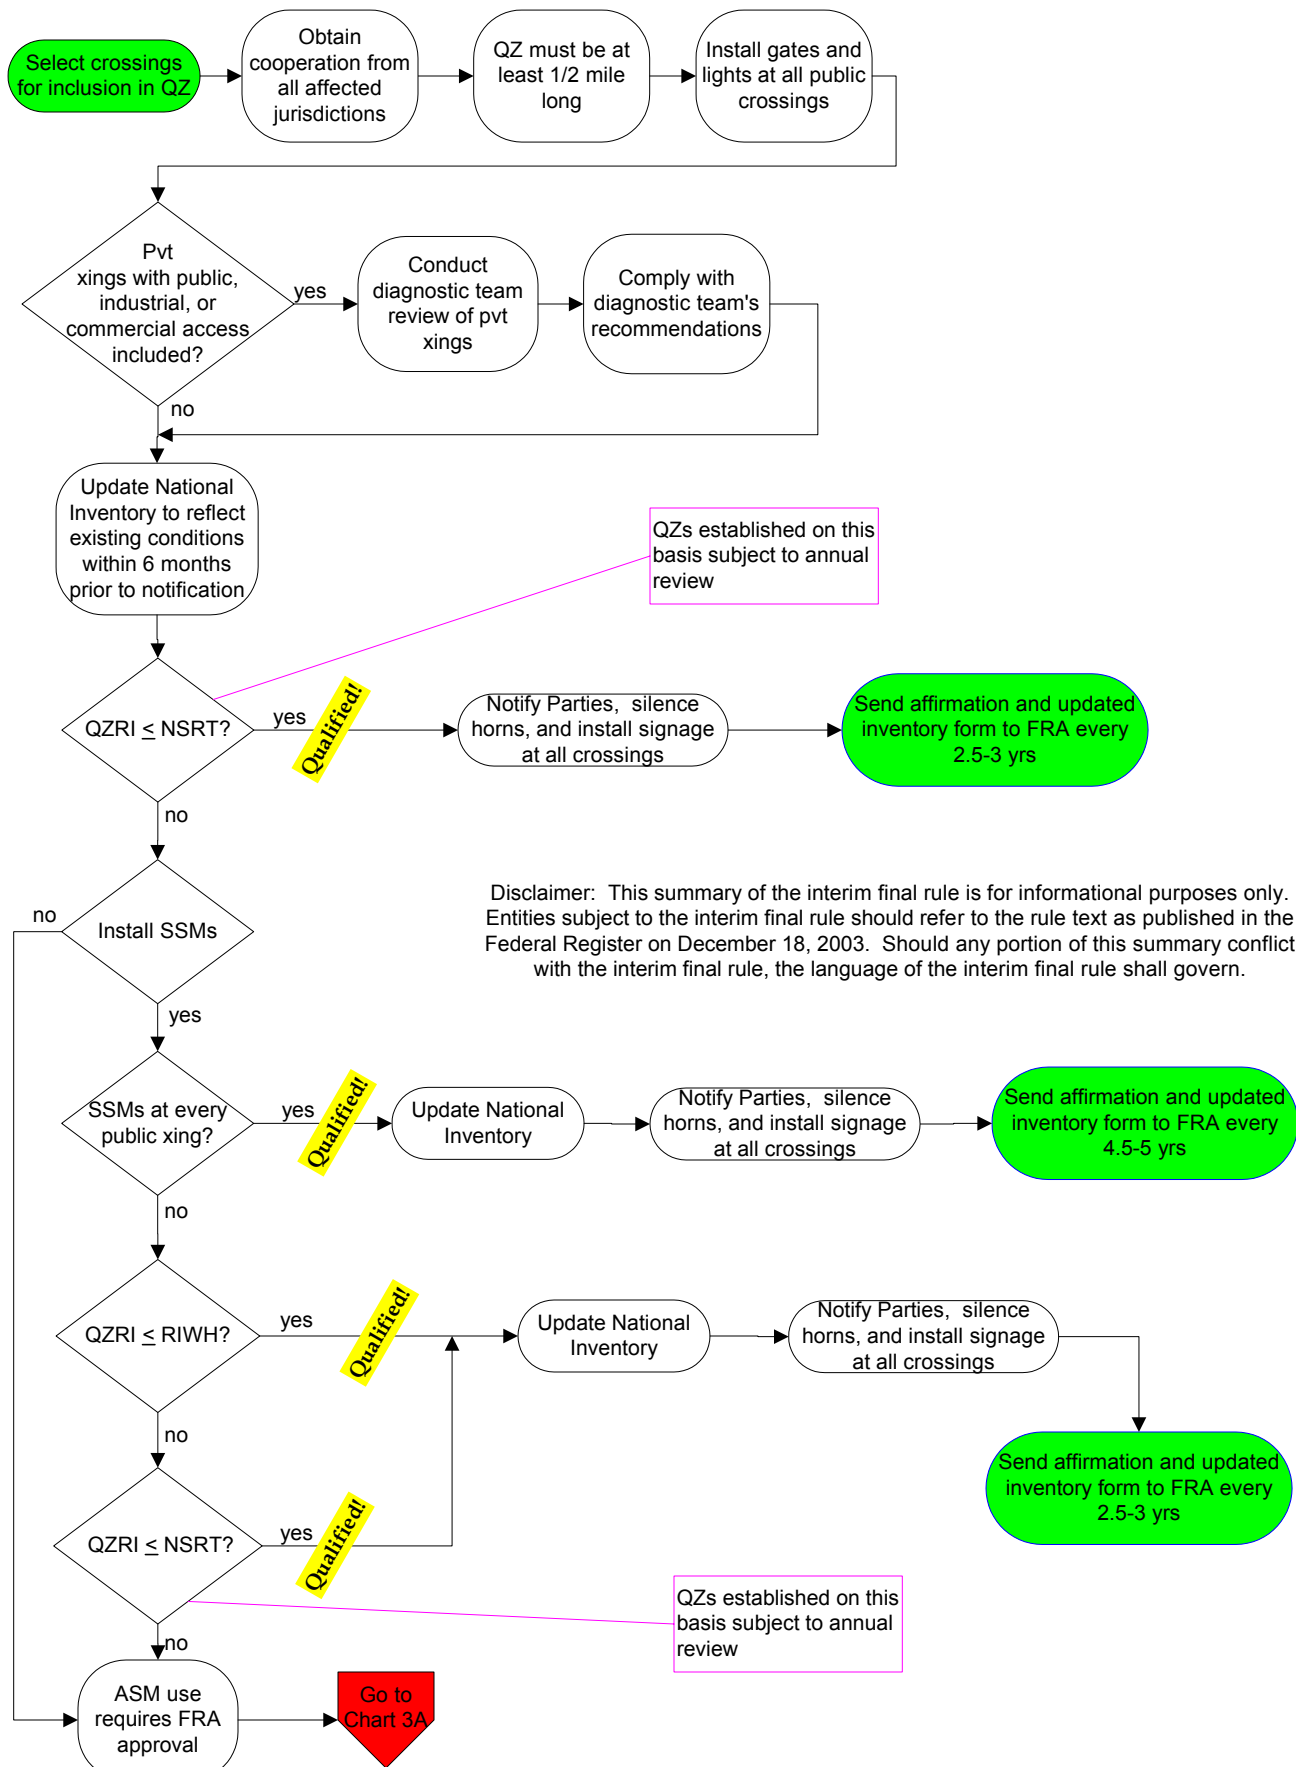 Select crossings
for inclusion in QZ
Obtain
cooperation from
all affected
jurisdictions
QZ must be at
least 1/2 mile
long
Install gates and
lights at all public
crossings
Pvt
xings with public,
industrial, or
commercial access
included?
yes
Conduct
diagnostic team
review of pvt
xings
Comply with
diagnostic team's
recommendations
no
Update National
Inventory to reflect
existing conditions
within 6 months
prior to notification
QZs established on this
basis subject to annual
review
QZRI ≤ NSRT?
yes
Qualified!
Notify Parties, silence
horns, and install signage
at all crossings
Send affirmation and updated
inventory form to FRA every
2.5-3 yrs
no
Disclaimer: This summary of the interim final rule is for informational purposes only.
Entities subject to the interim final rule should refer to the rule text as published in the
Federal Register on December 18, 2003. Should any portion of this summary conflict
with the interim final rule, the language of the interim final rule shall govern.
no
Install SSMs
yes
SSMs at every
public xing?
yes
Qualified!
Update National
Inventory
Notify Parties, silence
horns, and install signage
at all crossings
Send affirmation and updated
inventory form to FRA every
4.5-5 yrs
no
QZRI ≤ RIWH?
yes
Qualified!
Update National
Inventory
Notify Parties, silence
horns, and install signage
at all crossings
no
Send affirmation and updated
inventory form to FRA every
2.5-3 yrs
QZRI ≤ NSRT?
yes
Qualified!
QZs established on this
basis subject to annual
review
no
ASM use
requires FRA
approval
Go to
Chart 3A